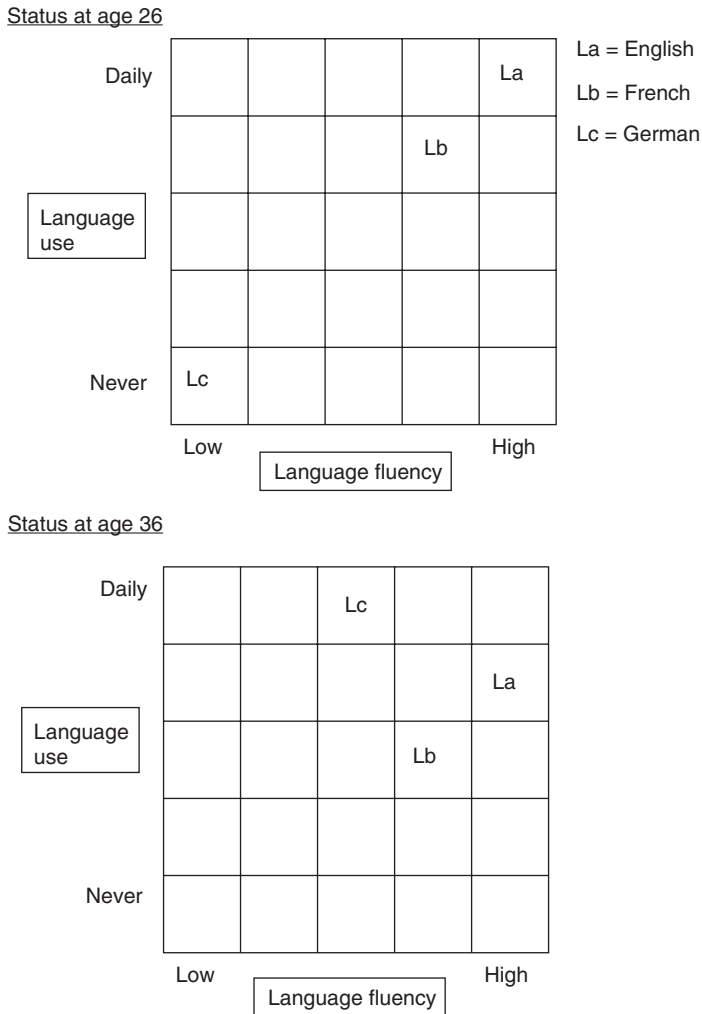 Status at age 26
Daily
La
La = English
Lb = French
Lb
Lc = German
Language
use
Never
Lc
Low
High
Language fluency
Status at age 36
Daily
Lc
La
Language
use
Lb
Never
Low
High
Language fluency